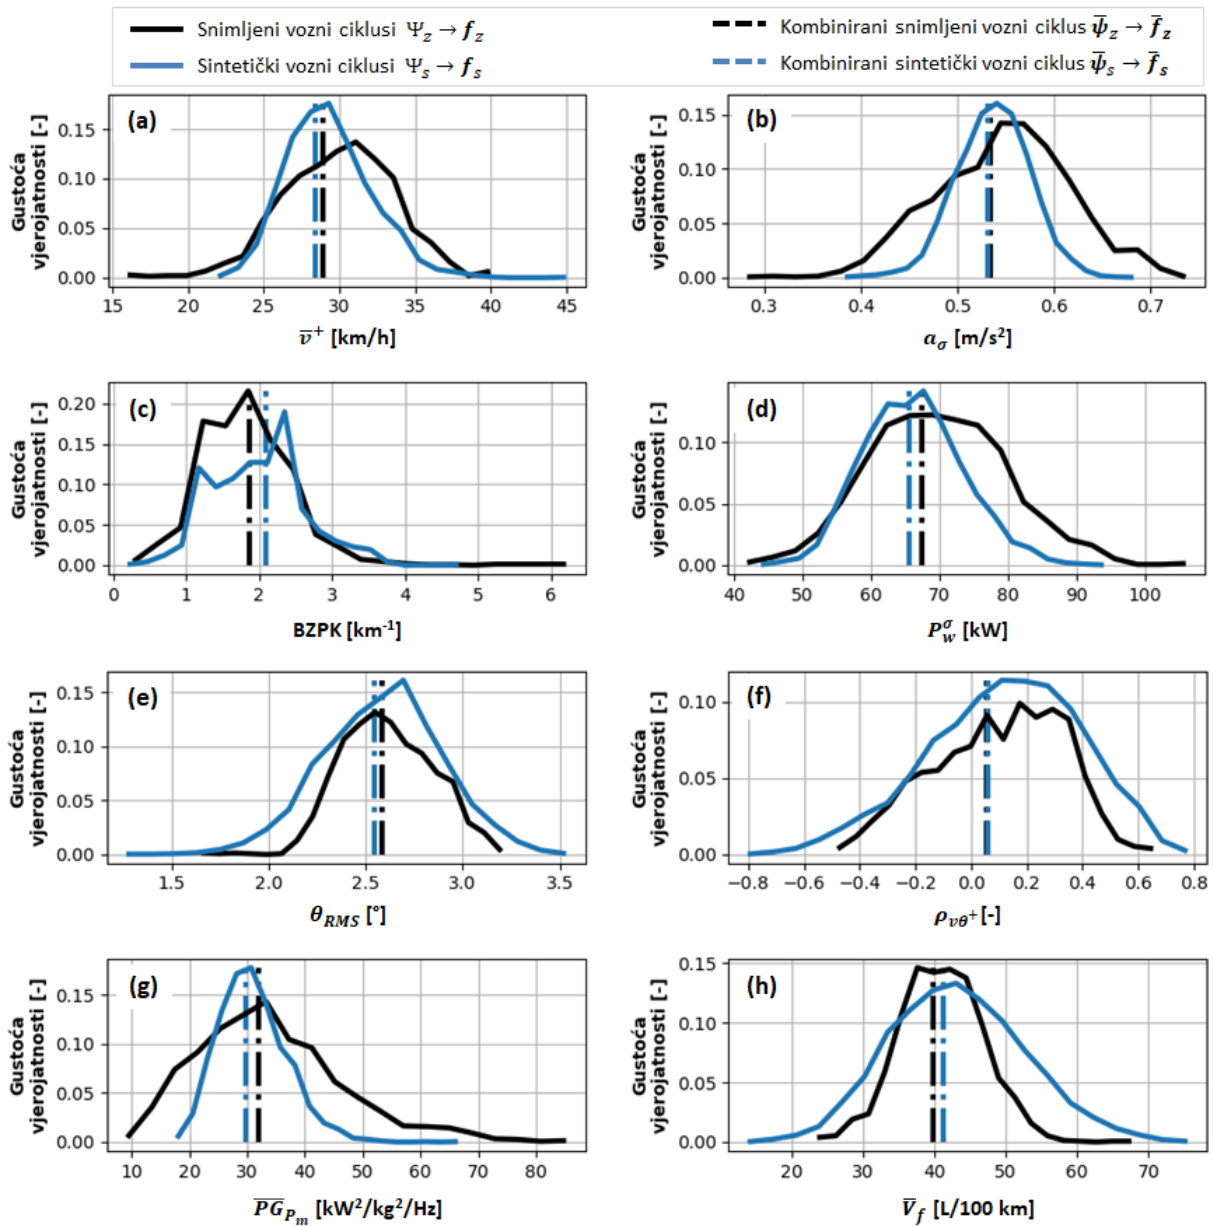 Snimljeni vozni ciklusi Ψz → fz
Kombinirani snimljeni vozni ciklus ψ̄z → f̄z
Sintetički vozni ciklusi Ψs → fs
Kombinirani sintetički vozni ciklus ψ̄s → f̄s
(a)
Gustoća
vjerojatnosti [-]
0.15
0.10
0.05
0.00
15 20 25 30 35 40 45
v̄⁺ [km/h]
(b)
Gustoća
vjerojatnosti [-]
0.15
0.10
0.05
0.00
0.3 0.4 0.5 0.6 0.7
aσ [m/s²]
(c)
Gustoća
vjerojatnosti [-]
0.20
0.15
0.10
0.05
0.00
0 1 2 3 4 5 6
BZPK [km⁻¹]
(d)
Gustoća
vjerojatnosti [-]
0.10
0.05
0.00
40 50 60 70 80 90 100
Pwσ [kW]
(e)
Gustoća
vjerojatnosti [-]
0.15
0.10
0.05
0.00
1.5 2.0 2.5 3.0 3.5
θRMS [°]
(f)
Gustoća
vjerojatnosti [-]
0.10
0.05
0.00
−0.8 −0.6 −0.4 −0.2 0.0 0.2 0.4 0.6 0.8
ρvθ⁺ [-]
(g)
Gustoća
vjerojatnosti [-]
0.15
0.10
0.05
0.00
10 20 30 40 50 60 70 80
P̄ḠPm [kW²/kg²/Hz]
(h)
Gustoća
vjerojatnosti [-]
0.15
0.10
0.05
0.00
20 30 40 50 60 70
V̄f [L/100 km]